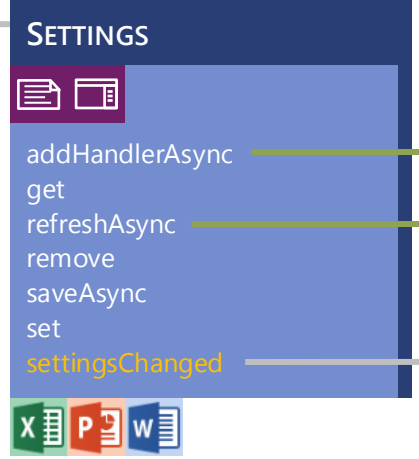 SETTINGS
addHandlerAsync
get
refreshAsync
remove
saveAsync
set
settingsChanged
X P W